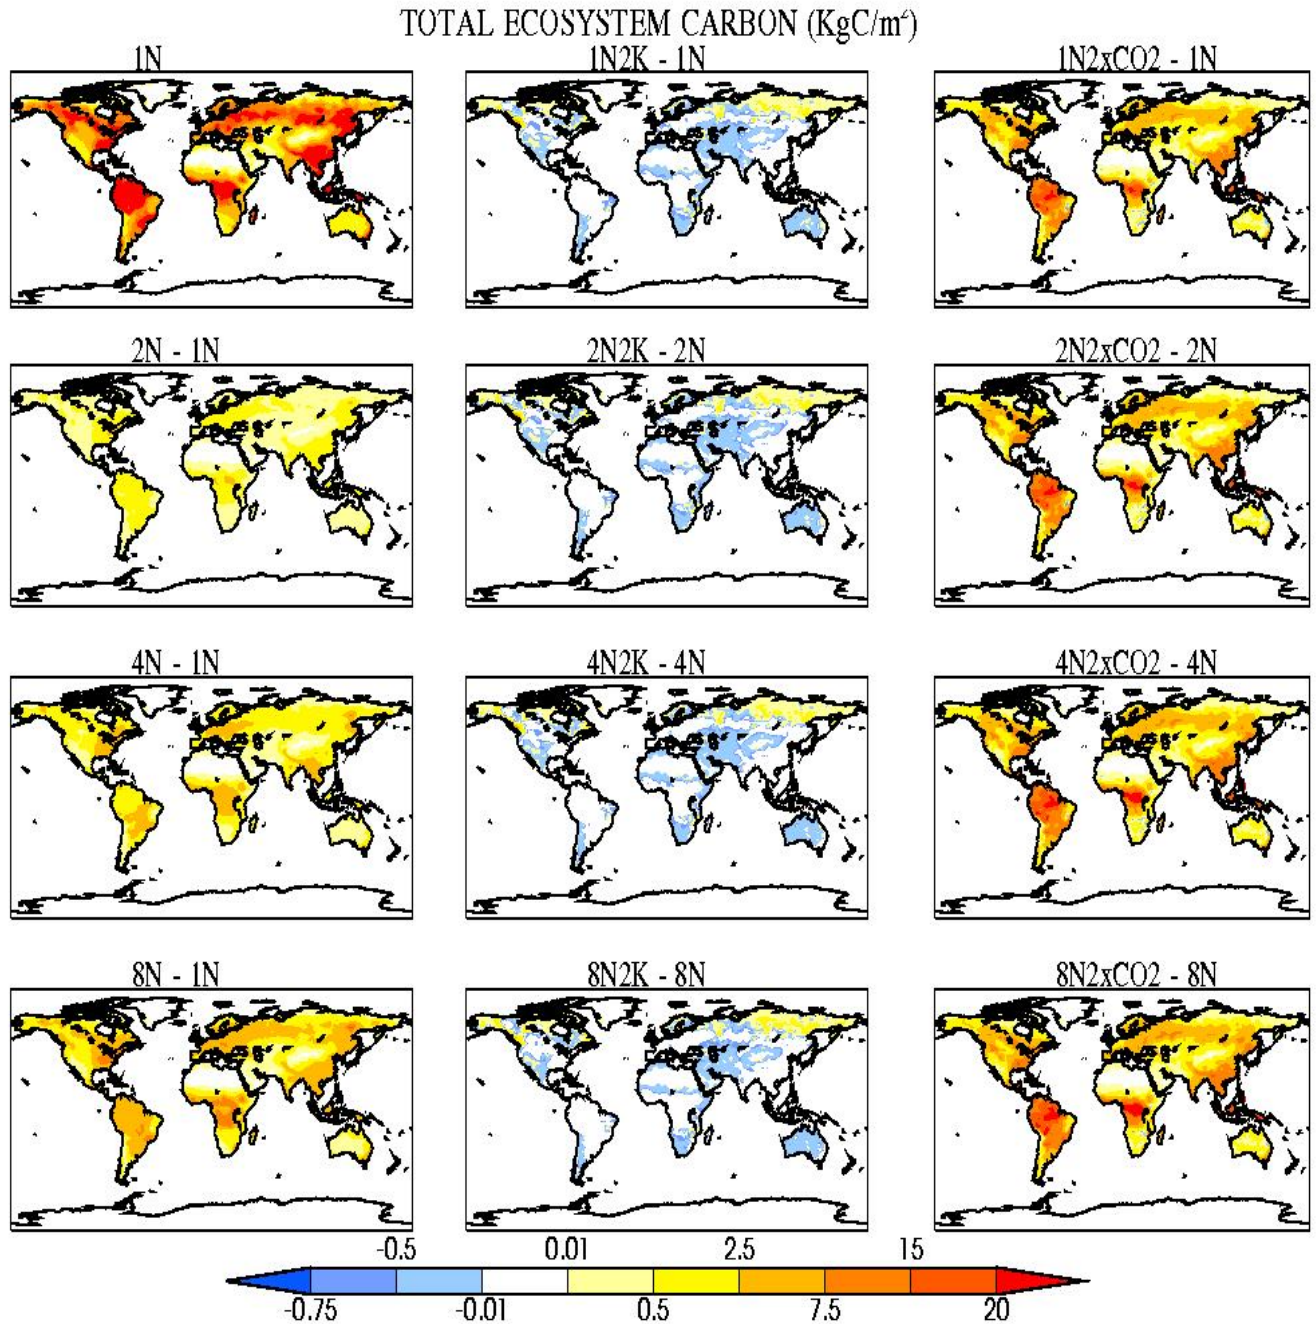 TOTAL ECOSYSTEM CARBON (KgC/m²)
1N 1N2K - 1N 1N2xCO2 - 1N
2N - 1N 2N2K - 2N 2N2xCO2 - 2N
4N - 1N 4N2K - 4N 4N2xCO2 - 4N
8N - 1N 8N2K - 8N 8N2xCO2 - 8N
-0.5 0.01 2.5 15
-0.75 -0.01 0.5 7.5 20